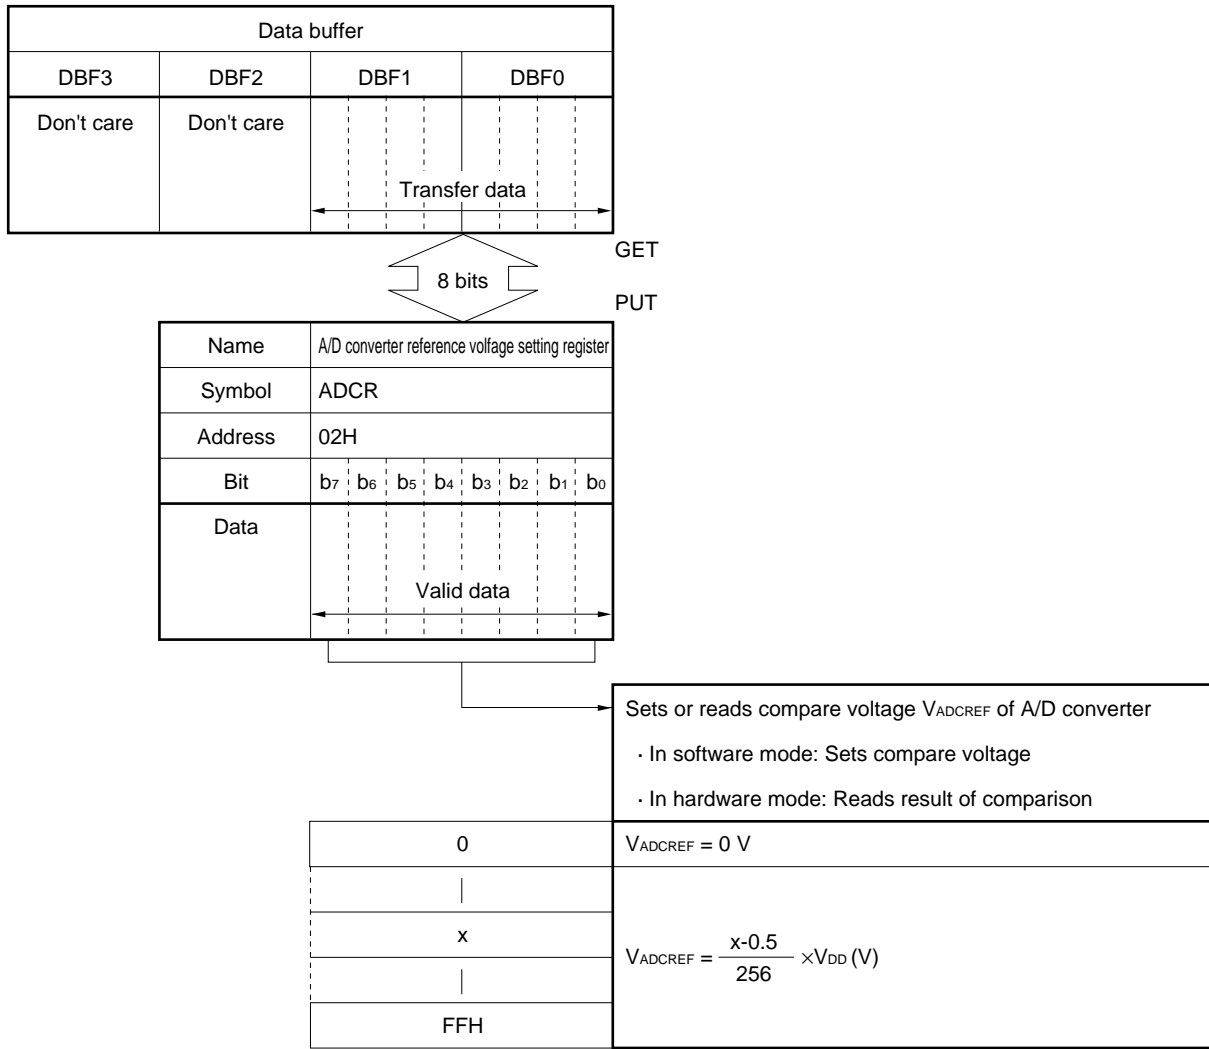 Data buffer
DBF3 DBF2 DBF1 DBF0
Don't care Don't care
Transfer data
GET
8 bits
PUT
Name A/D converter reference volfage setting register
Symbol ADCR
Address 02H
Bit b7 b6 b5 b4 b3 b2 b1 b0
Data
Valid data
Sets or reads compare voltage VADCREF of A/D converter
· In software mode: Sets compare voltage
· In hardware mode: Reads result of comparison
0 VADCREF = 0 V
x
VADCREF = x-0.5 / 256 ×VDD (V)
FFH